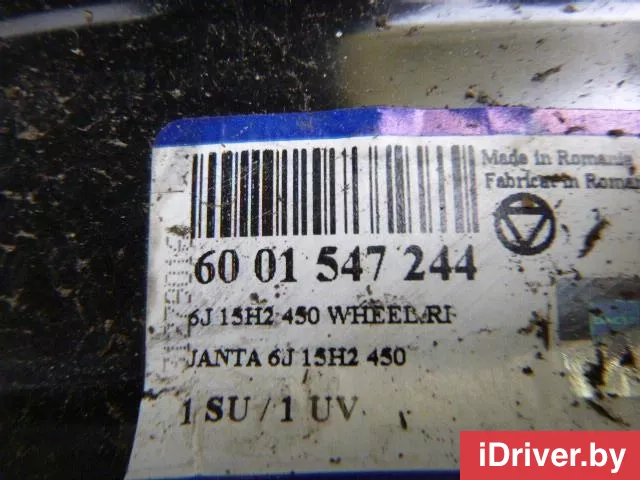 Made in Romania
Fabricat in Roma
60 01 547 244
6J 15H2 450 WHEEL RI
JANTA 6J 15H2 450
1 SU / 1 UV
iDriver.by